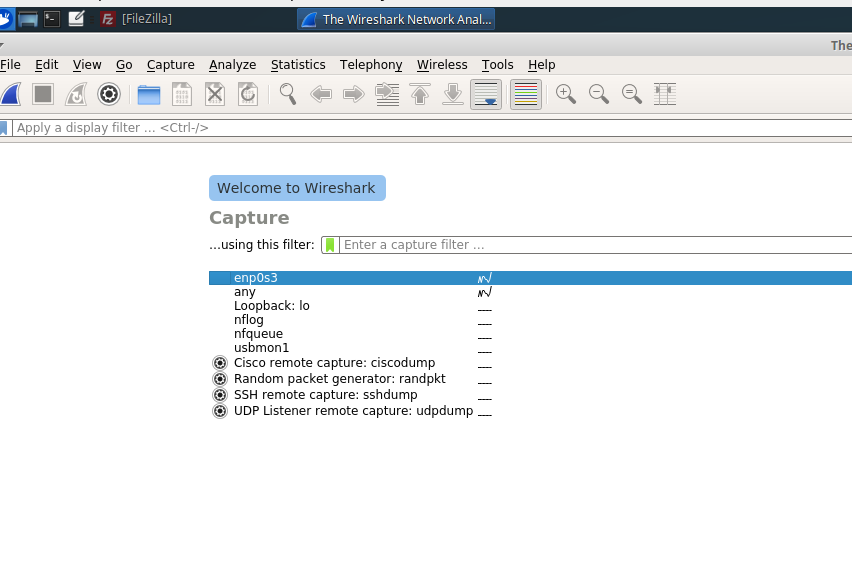 [FileZilla] The Wireshark Network Anal...
The
File Edit View Go Capture Analyze Statistics Telephony Wireless Tools Help
Apply a display filter ... <Ctrl-/>
Welcome to Wireshark
Capture
...using this filter: Enter a capture filter ...
enp0s3
any
Loopback: lo
nflog
nfqueue
usbmon1
Cisco remote capture: ciscodump
Random packet generator: randpkt
SSH remote capture: sshdump
UDP Listener remote capture: udpdump